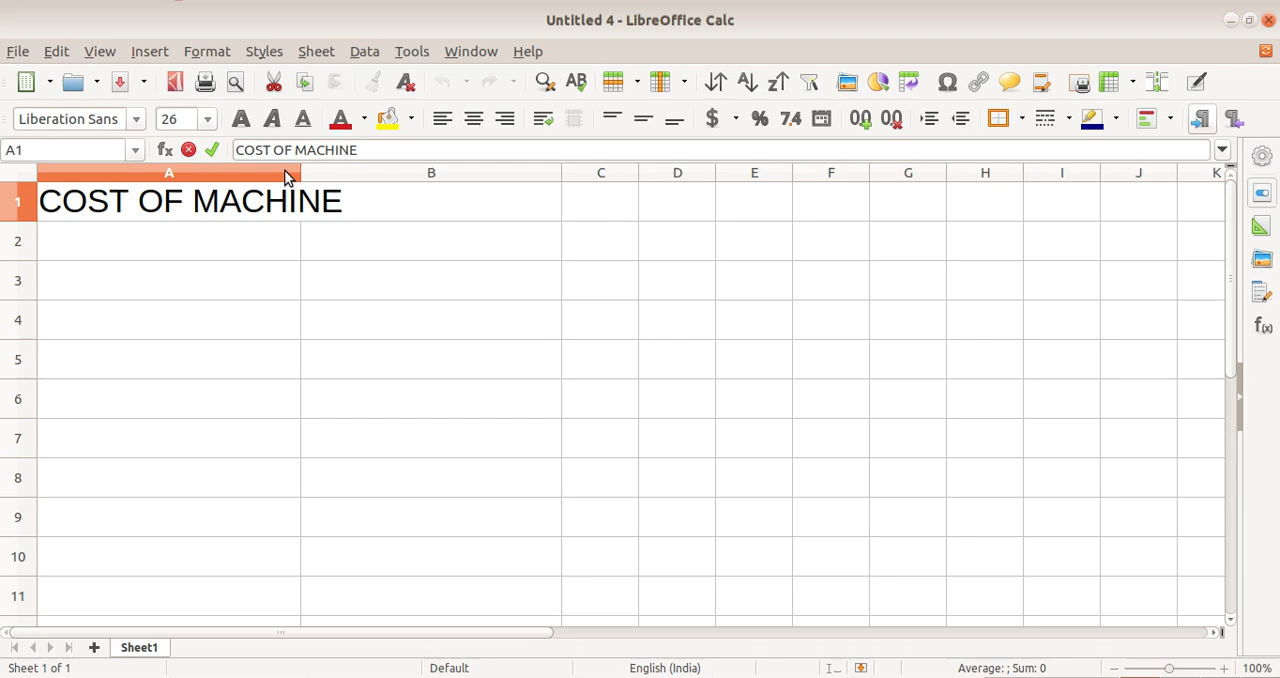 Untitled 4 - LibreOffice Calc
File Edit View Insert Format Styles Sheet Data Tools Window Help
Liberation Sans 26
A1 COST OF MACHINE
A B C D E F G H I J K
1 COST OF MACHINE
2
3
4
5
6
7
8
9
10
11
Sheet1
Sheet 1 of 1 Default English (India) Average: ; Sum: 0 100%